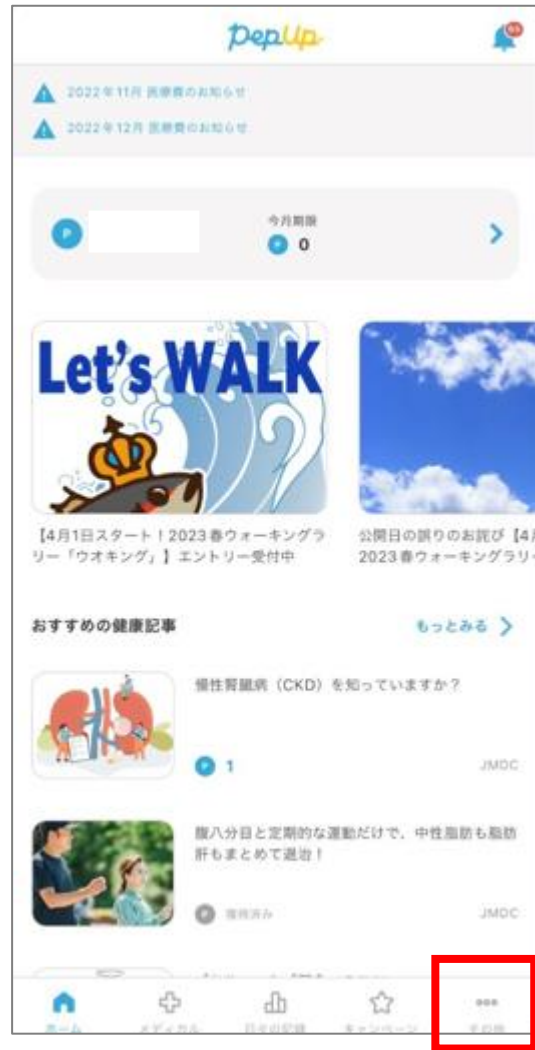 PepUp
65
2022年11月 医療費のお知らせ
2022年12月 医療費のお知らせ
P
今月期限
P 0
Let's WALK
【4月1日スタート！2023春ウォーキングラ
リー「ウオキング」】エントリー受付中
公開日の誤りのお詫び【4月
2023春ウォーキングラリー
おすすめの健康記事
もっとみる
慢性腎臓病（CKD）を知っていますか？
P 1
JMDC
腹八分目と定期的な運動だけで、中性脂肪も脂肪
肝もまとめて退治！
P 獲得済み
JMDC
ホーム
メディカル
日々の記録
キャンペーン
その他